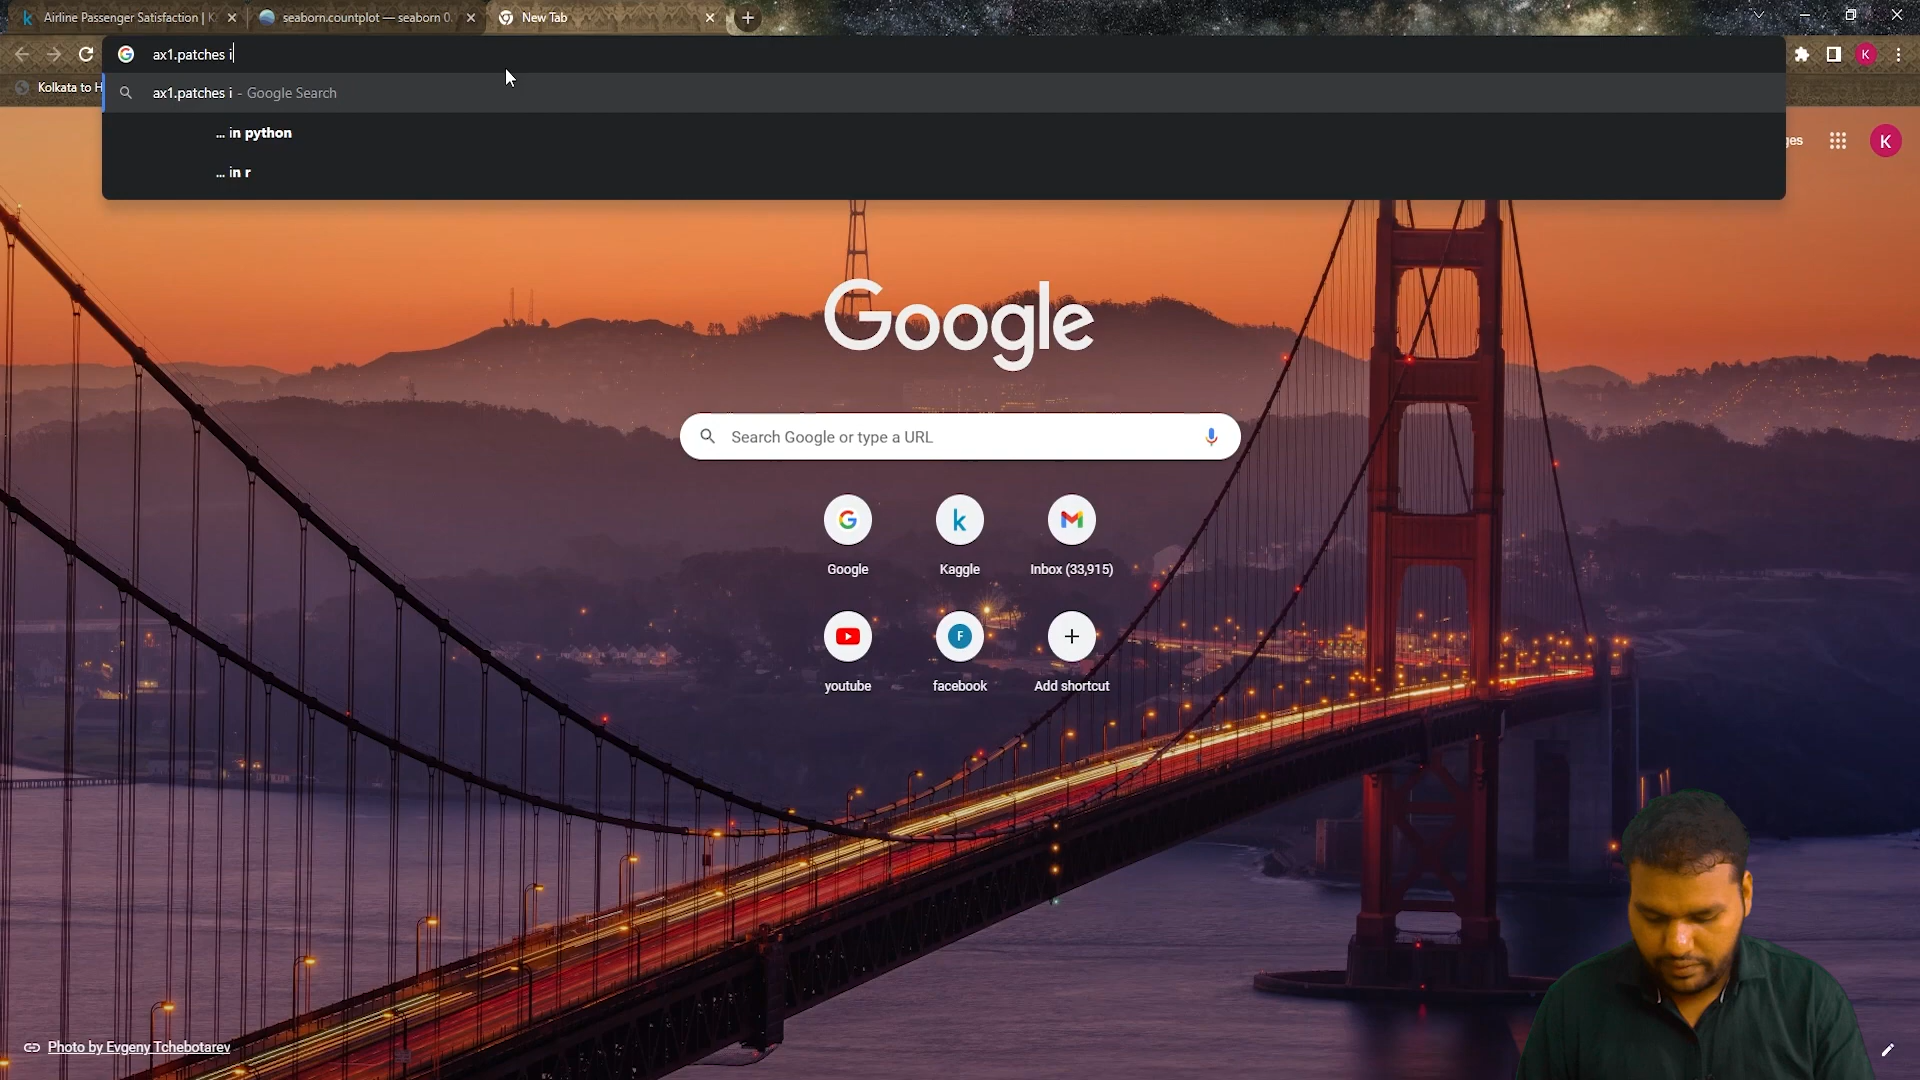 Airline Passenger Satisfaction | K
seaborn.countplot — seaborn 0.
New Tab
ax1.patches i
Kolkata to H
K
ax1.patches i - Google Search
... in python
... in r
K
Google
Search Google or type a URL
Google
Kaggle
Inbox (33,915)
youtube
F
facebook
Add shortcut
Photo by Evgeny Tchebotarev